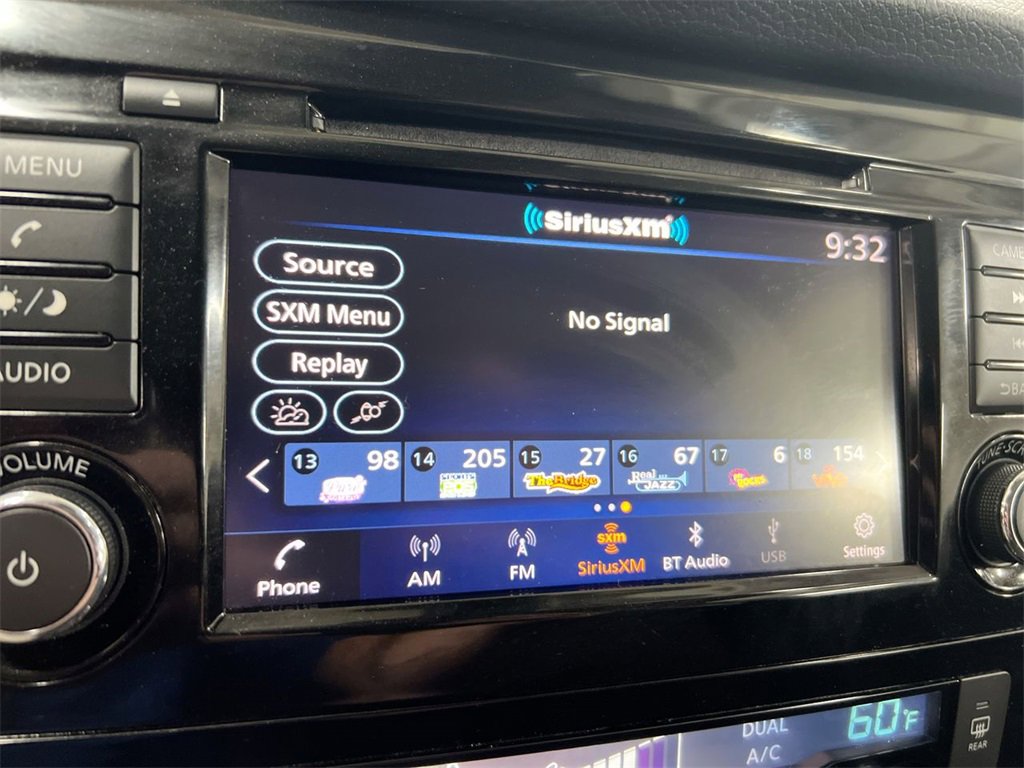 MENU
AUDIO
VOLUME
SiriusXM
9:32
Source
SXM Menu
Replay
No Signal
13 98
14 205
15 27 The Bridge
16 67 Real JAZZ
17 6
18 154
Phone
AM
FM
sxm
SiriusXM
BT Audio
USB
Settings
DUAL
A/C
60°F
REAR